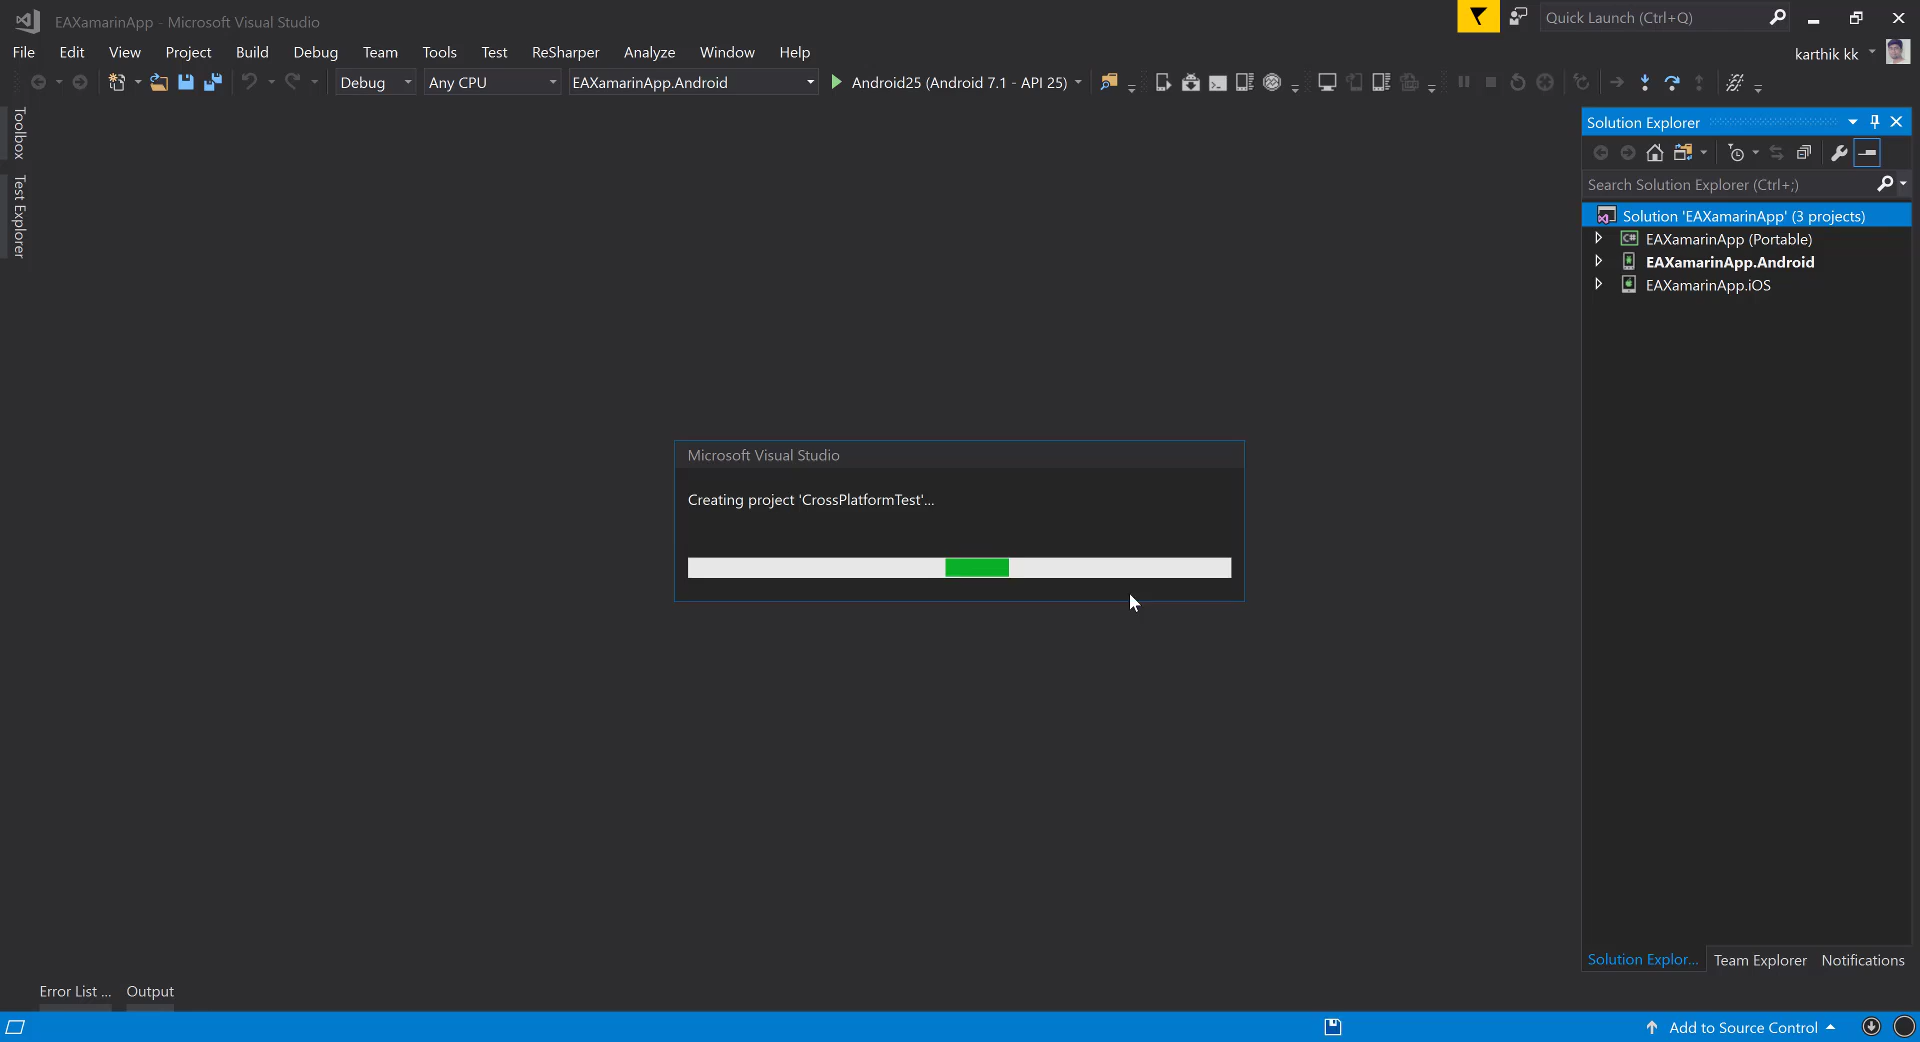 EAXamarinApp - Microsoft Visual Studio
Quick Launch (Ctrl+Q)
File Edit View Project Build Debug Team Tools Test ReSharper Analyze Window Help
karthik kk
Debug Any CPU EAXamarinApp.Android Android25 (Android 7.1 - API 25)
Toolbox
Test Explorer
Solution Explorer
Search Solution Explorer (Ctrl+;)
Solution 'EAXamarinApp' (3 projects)
C# EAXamarinApp (Portable)
EAXamarinApp.Android
EAXamarinApp.iOS
Microsoft Visual Studio
Creating project 'CrossPlatformTest'...
Solution Explor... Team Explorer Notifications
Error List ... Output
Add to Source Control